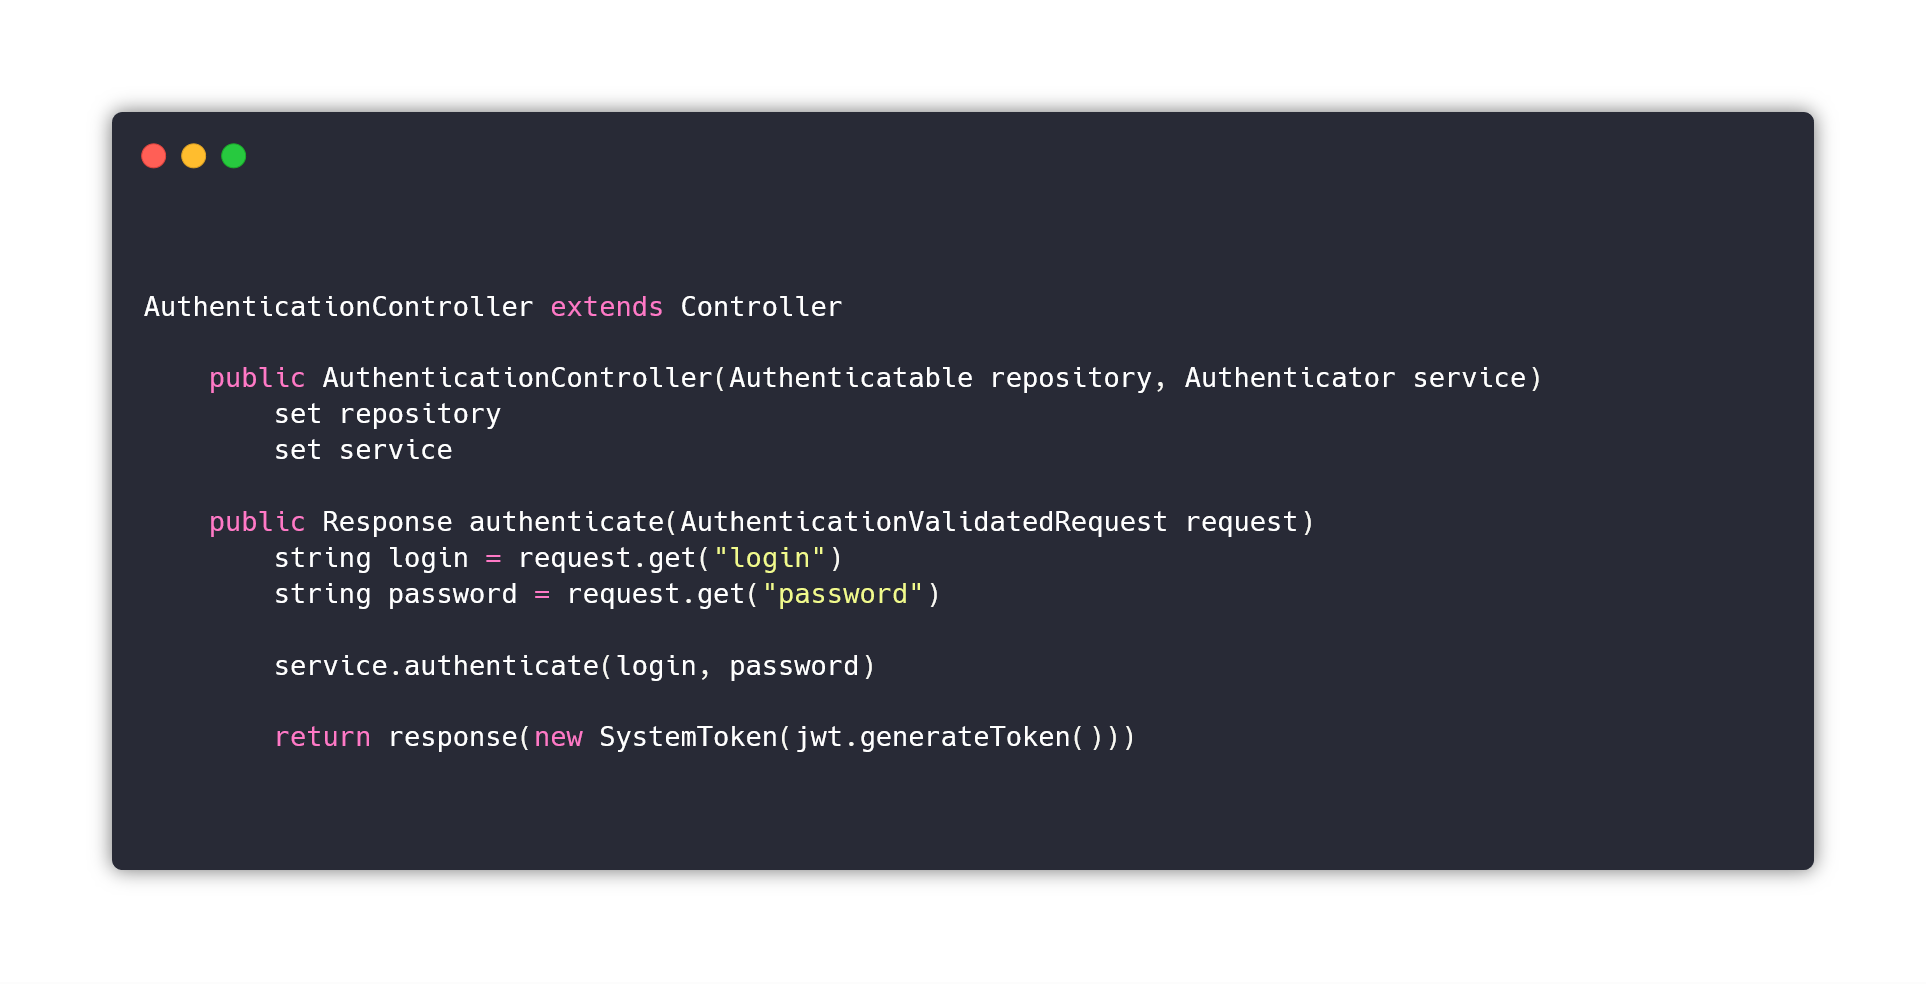 AuthenticationController extends Controller
public AuthenticationController(Authenticatable repository, Authenticator service)
set repository
set service
public Response authenticate(AuthenticationValidatedRequest request)
string login = request.get("login")
string password = request.get("password")
service.authenticate(login, password)
return response(new SystemToken(jwt.generateToken()))